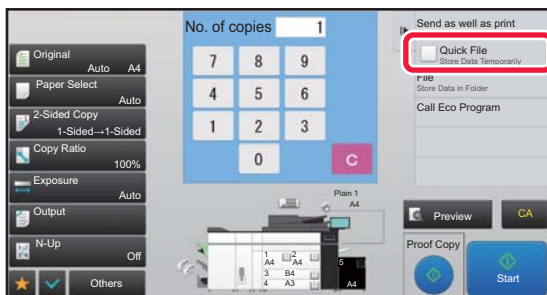 Original
Auto A4
Paper Select
Auto
2-Sided Copy
1-Sided→1-Sided
Copy Ratio
100%
Exposure
Auto
Output
N-Up
Off
Others
No. of copies 1
7 8 9
4 5 6
1 2 3
0 C
Plain 1
A4
1 A4 2 A4
3 B4
4 A3
5
A4
Send as well as print
Quick File
Store Data Temporarily
File
Store Data in Folder
Call Eco Program
Preview CA
Proof Copy
Start